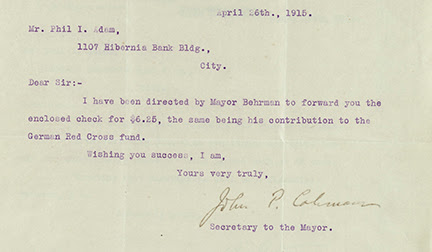 April 26th., 1915.
Mr. Phil I. Adam,
1107 Hibernia Bank Bldg.,
City.
Dear Sir:-
I have been directed by Mayor Behrman to forward you the
enclosed check for $6.25, the same being his contribution to the
German Red Cross fund.
Wishing you success, I am,
Yours very truly,
John P. Coleman
Secretary to the Mayor.